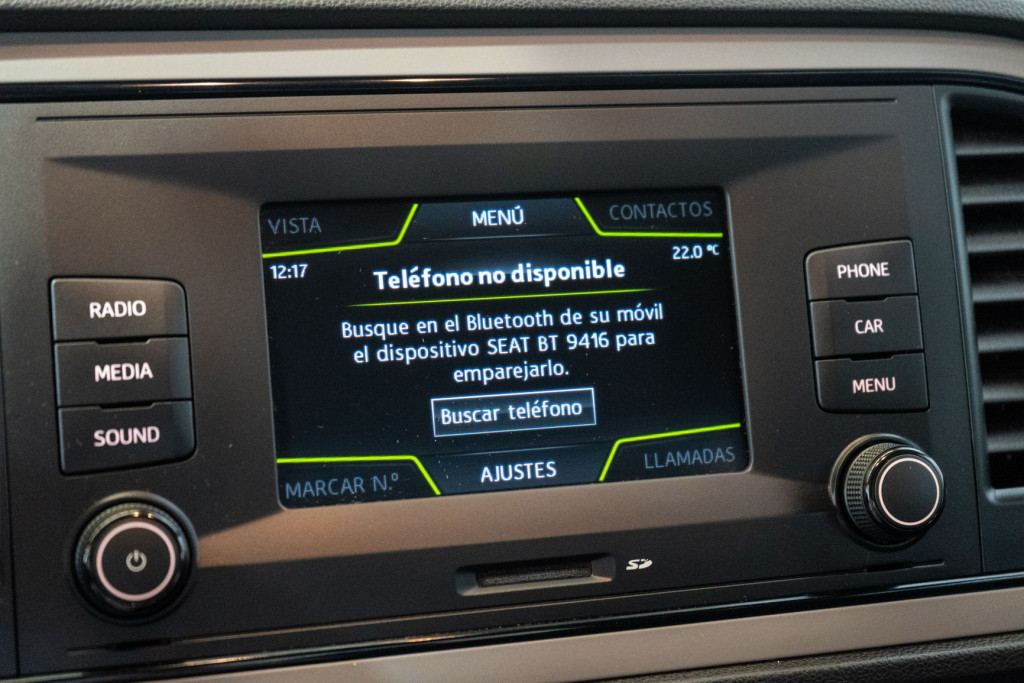 VISTA
MENÚ
CONTACTOS
12:17
22.0 °C
Teléfono no disponible
Busque en el Bluetooth de su móvil
el dispositivo SEAT BT 9416 para
emparejarlo.
Buscar teléfono
MARCAR N.º
AJUSTES
LLAMADAS
RADIO
MEDIA
SOUND
PHONE
CAR
MENU
SD